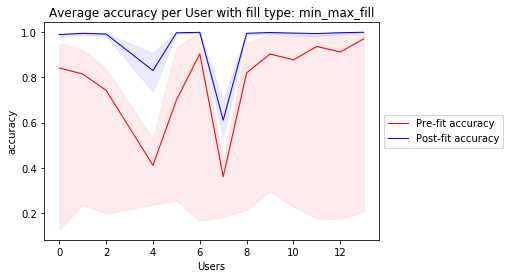 Average accuracy per User with fill type: min_max_fill
1.0
0.8
0.6
0.4
0.2
accuracy
0 2 4 6 8 10 12
Users
Pre-fit accuracy
Post-fit accuracy